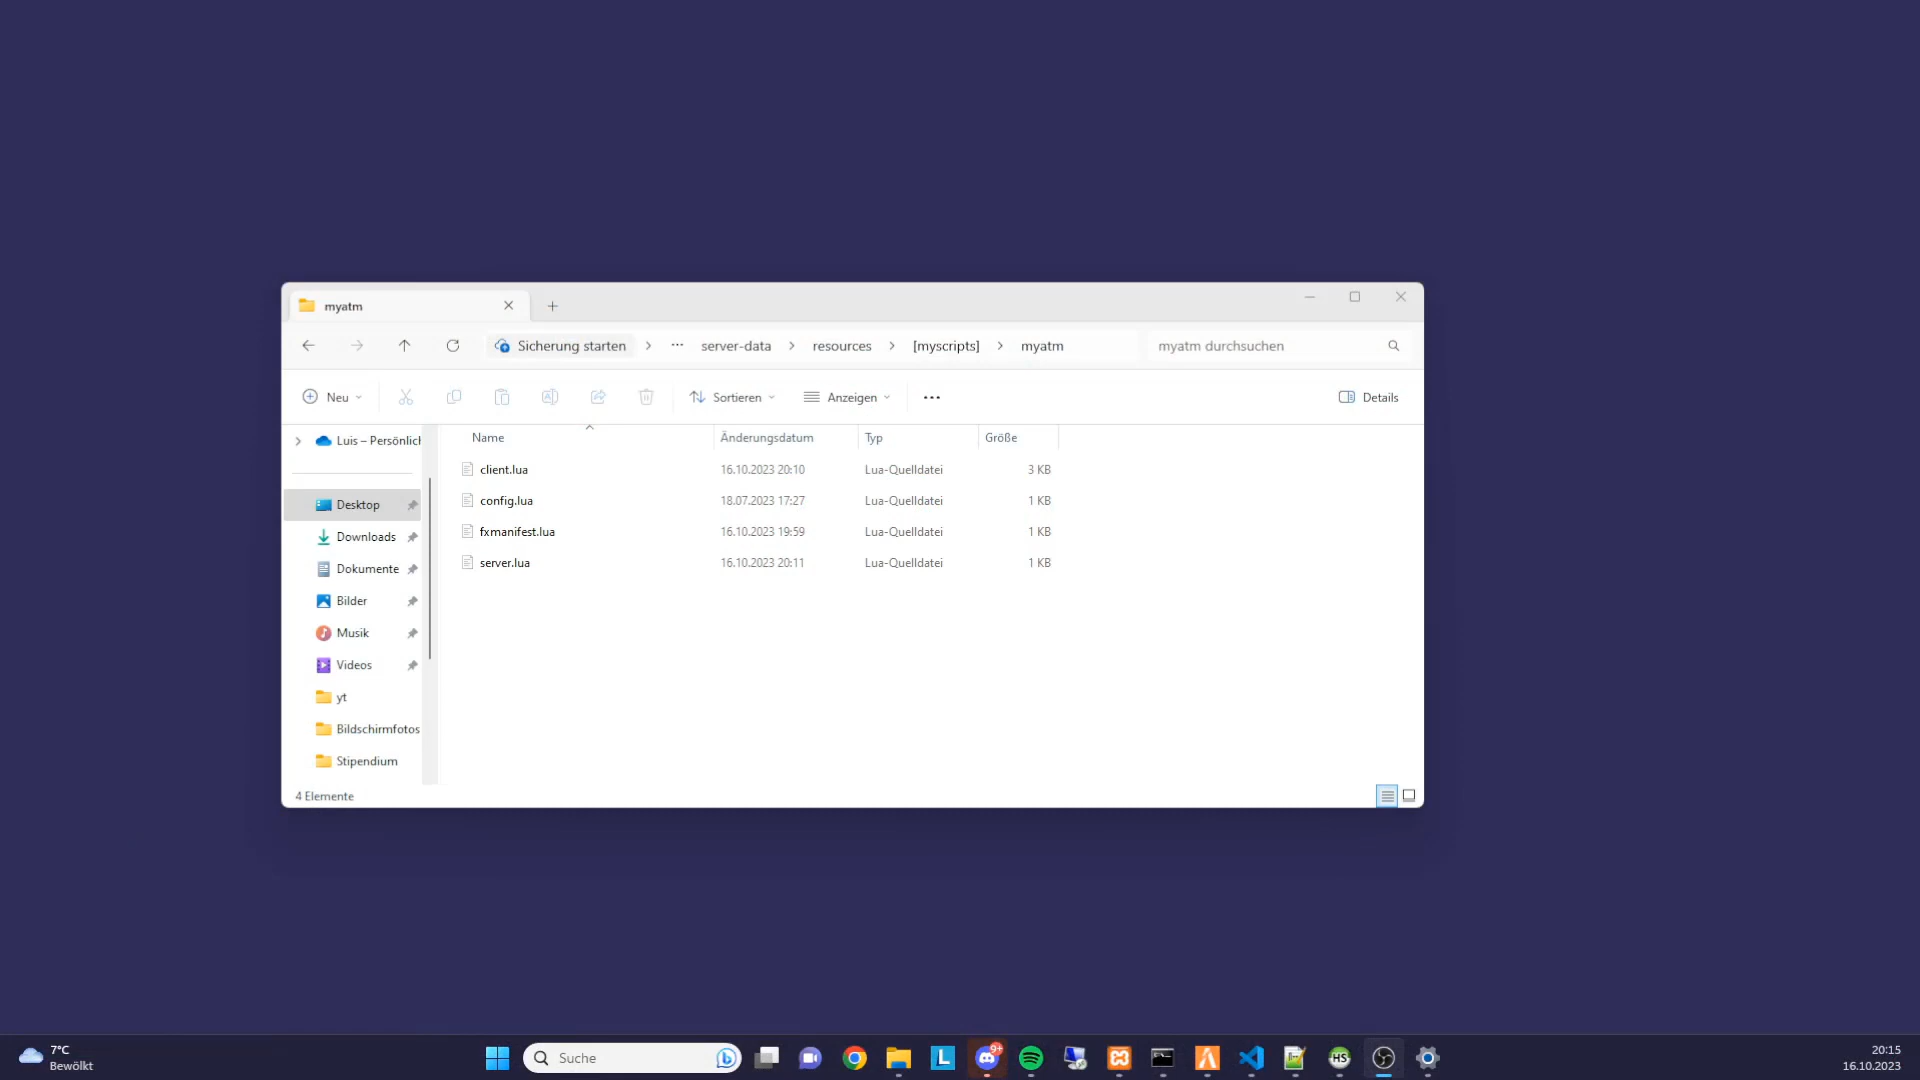 myatm
Sicherung starten
server-data
resources
[myscripts]
myatm
myatm durchsuchen
Neu
Sortieren
Anzeigen
Details
Luis – Persönlich
Name
Änderungsdatum
Typ
Größe
client.lua 16.10.2023 20:10 Lua-Quelldatei 3 KB
config.lua 18.07.2023 17:27 Lua-Quelldatei 1 KB
fxmanifest.lua 16.10.2023 19:59 Lua-Quelldatei 1 KB
server.lua 16.10.2023 20:11 Lua-Quelldatei 1 KB
Desktop
Downloads
Dokumente
Bilder
Musik
Videos
yt
Bildschirmfotos
Stipendium
4 Elemente
7°C
Bewölkt
Suche
L
9+
HS
20:15
16.10.2023